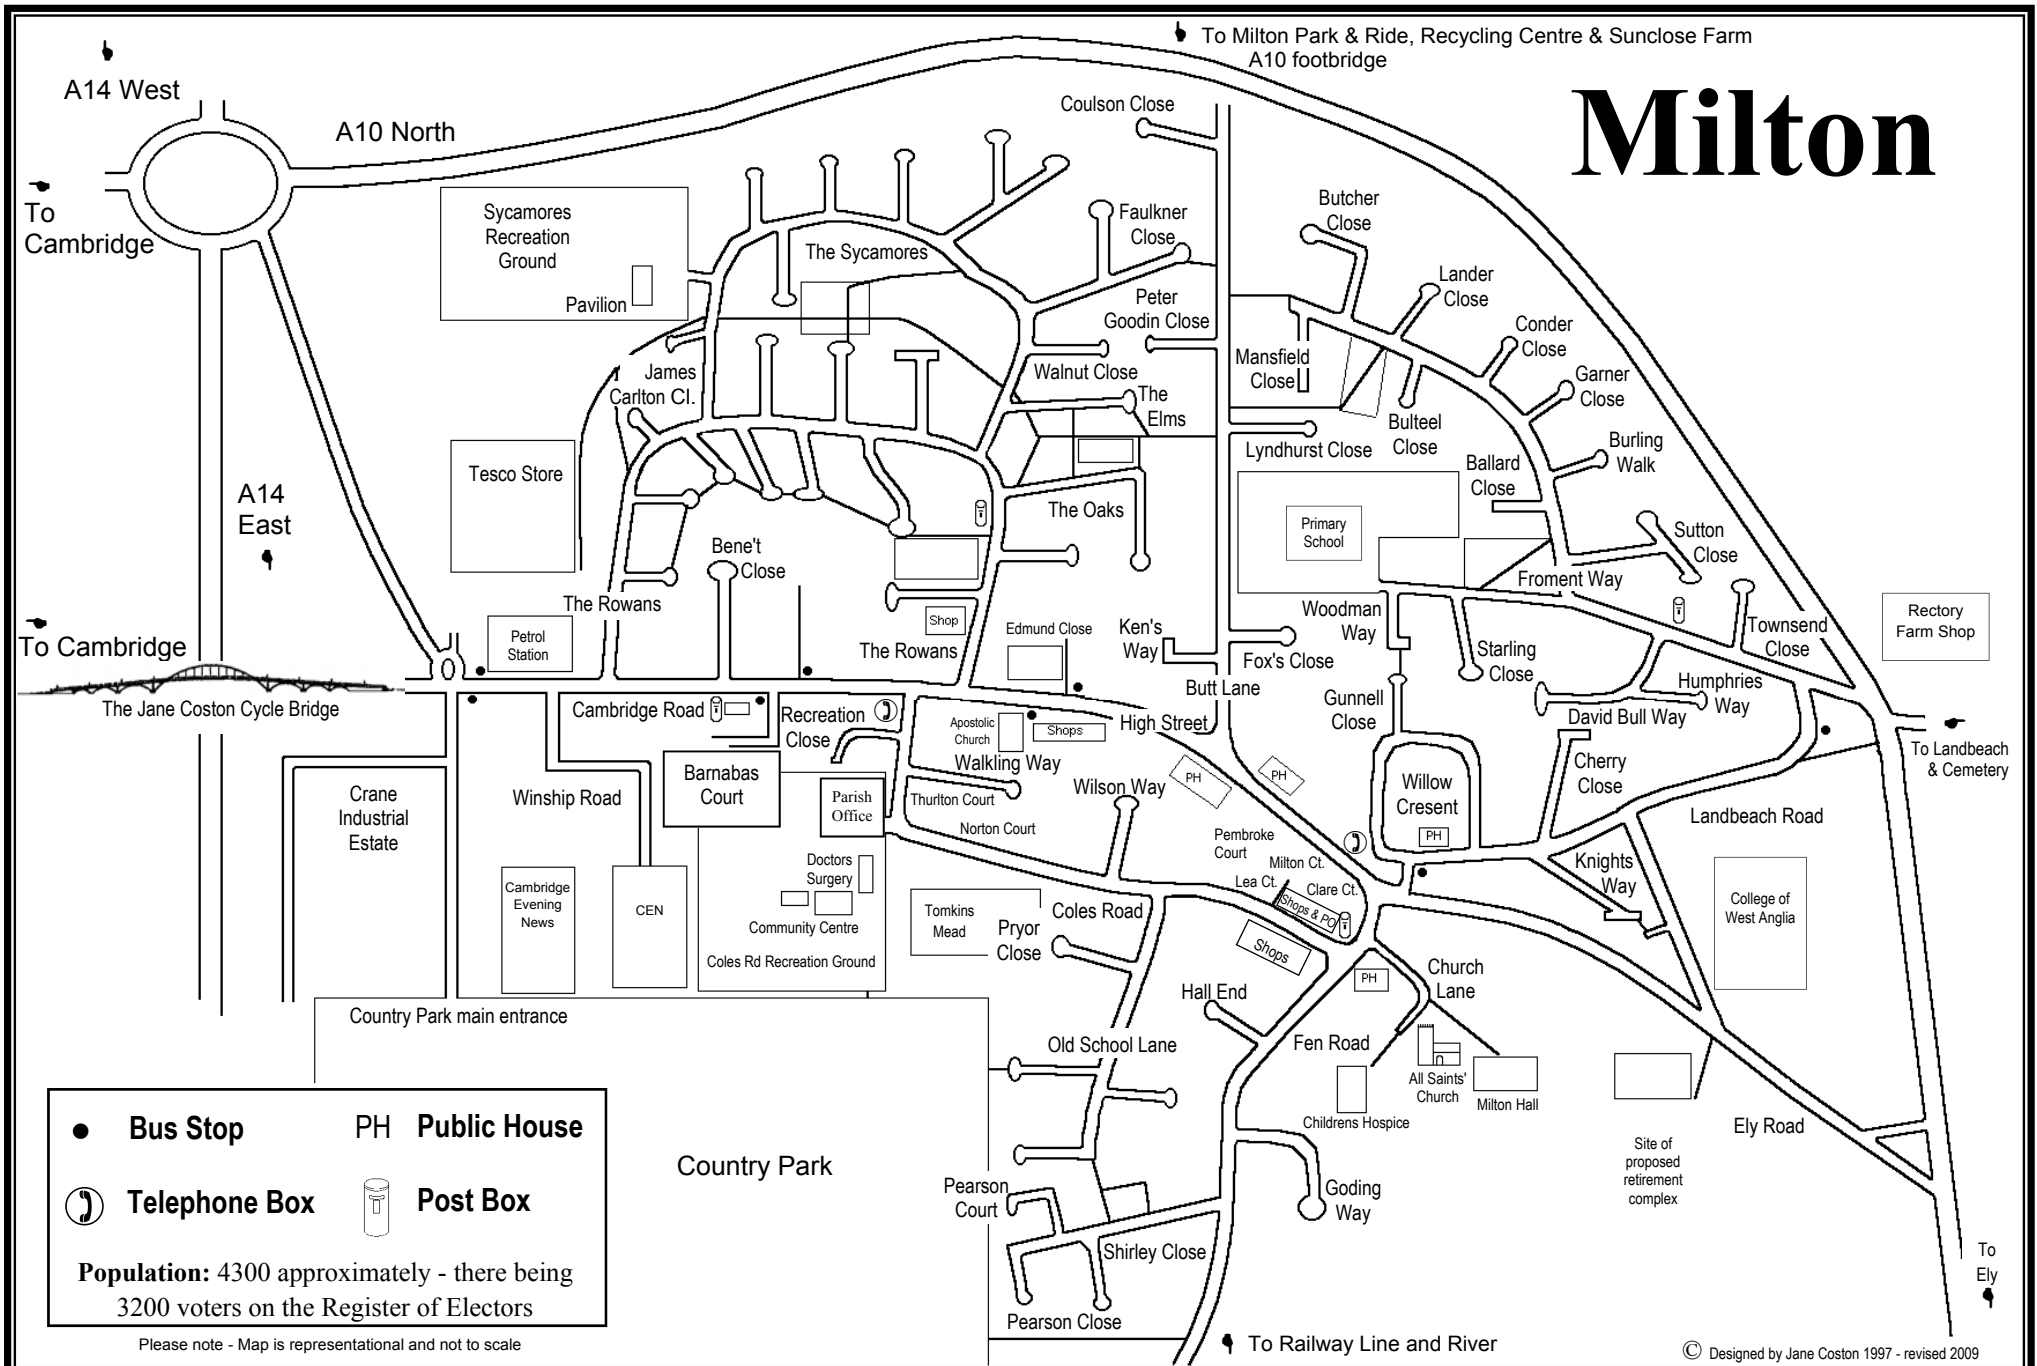 To Milton Park & Ride, Recycling Centre & Sunclose Farm
A10 footbridge
Milton
A14 West
A10 North
To
Cambridge
Coulson Close
Sycamores
Recreation
Ground
Pavilion
The Sycamores
Faulkner
Close
Butcher
Close
Lander
Close
Peter
Goodin Close
Conder
Close
Mansfield
Close
Walnut Close
James
Carlton Cl.
The
Elms
Garner
Close
Bulteel
Close
Lyndhurst Close
Burling
Walk
Ballard
Close
Tesco Store
A14
East
The Oaks
Primary
School
Sutton
Close
Bene't
Close
Froment Way
The Rowans
Woodman
Way
Rectory
Farm Shop
Shop
Edmund Close
Ken's
Way
Townsend
Close
To Cambridge
Petrol
Station
The Rowans
Fox's Close
Starling
Close
Butt Lane
Gunnell
Close
Humphries
Way
The Jane Coston Cycle Bridge
Cambridge Road
Recreation
Close
Apostolic
Church
Shops
High Street
David Bull Way
To Landbeach
& Cemetery
Walkling Way
Cherry
Close
Barnabas
Court
PH
PH
Willow
Cresent
Crane
Industrial
Estate
Winship Road
Parish
Office
Thurlton Court
Wilson Way
Landbeach Road
Norton Court
Pembroke
Court
PH
Milton Ct.
Knights
Way
Doctors
Surgery
Lea Ct.
Clare Ct.
Cambridge
Evening
News
CEN
Shops & PO
College of
West Anglia
Tomkins
Mead
Coles Road
Community Centre
Pryor
Close
Shops
Coles Rd Recreation Ground
PH
Church
Lane
Hall End
Country Park main entrance
Old School Lane
Fen Road
All Saints'
Church
Milton Hall
Childrens Hospice
Ely Road
Site of
proposed
retirement
complex
Country Park
Pearson
Court
Goding
Way
Shirley Close
To
Ely
Pearson Close
To Railway Line and River
Bus Stop
PH Public House
Telephone Box
Post Box
Population: 4300 approximately - there being
3200 voters on the Register of Electors
Please note - Map is representational and not to scale
© Designed by Jane Coston 1997 - revised 2009